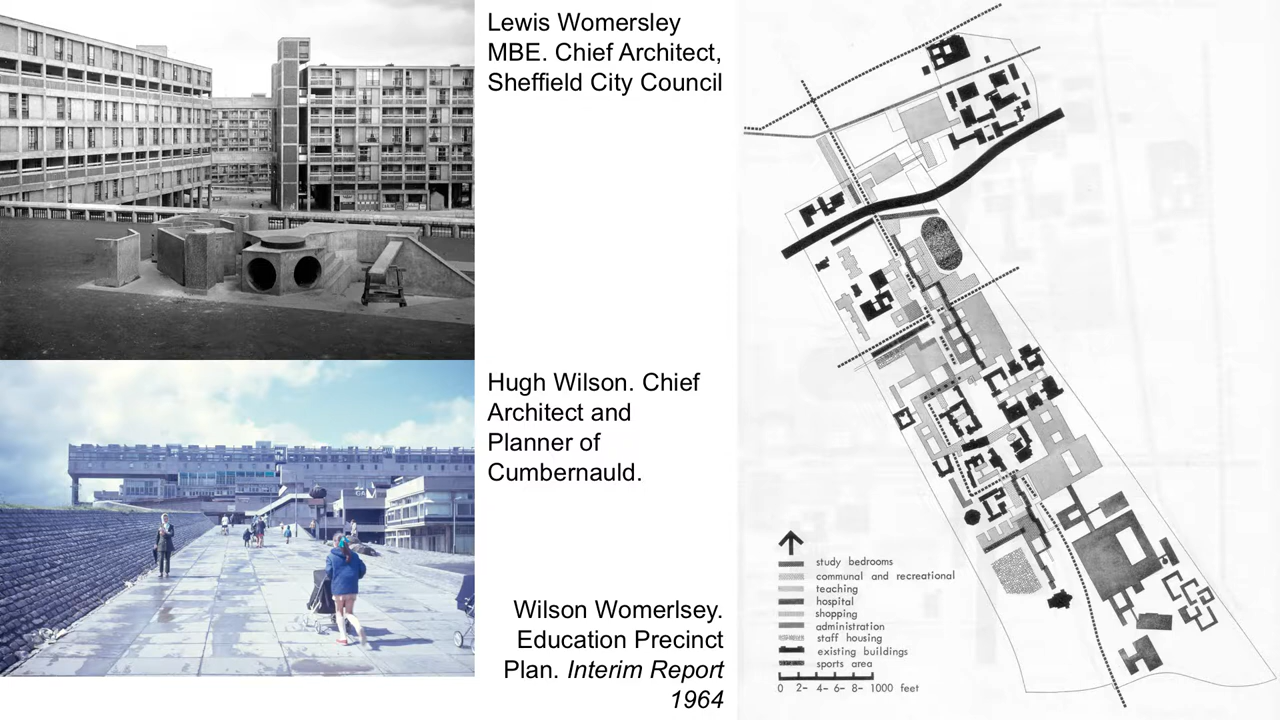 Lewis Womersley
MBE. Chief Architect,
Sheffield City Council
Hugh Wilson. Chief
Architect and
Planner of
Cumbernauld.
Wilson Womerlsey.
Education Precinct
Plan. Interim Report
1964
study bedrooms
communal and recreational
teaching
hospital
shopping
administration
staff housing
existing buildings
sports area
0 2- 4- 6- 8- 1000 feet